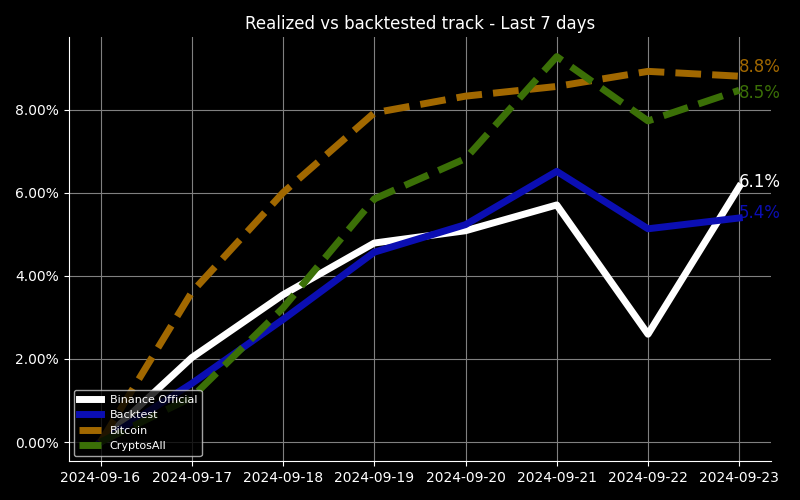 Realized vs backtested track - Last 7 days
8.8%
8.5%
8.00%
6.1%
6.00%
5.4%
4.00%
2.00%
0.00%
Binance Official
Backtest
Bitcoin
CryptosAll
2024-09-16 2024-09-17 2024-09-18 2024-09-19 2024-09-20 2024-09-21 2024-09-22 2024-09-23